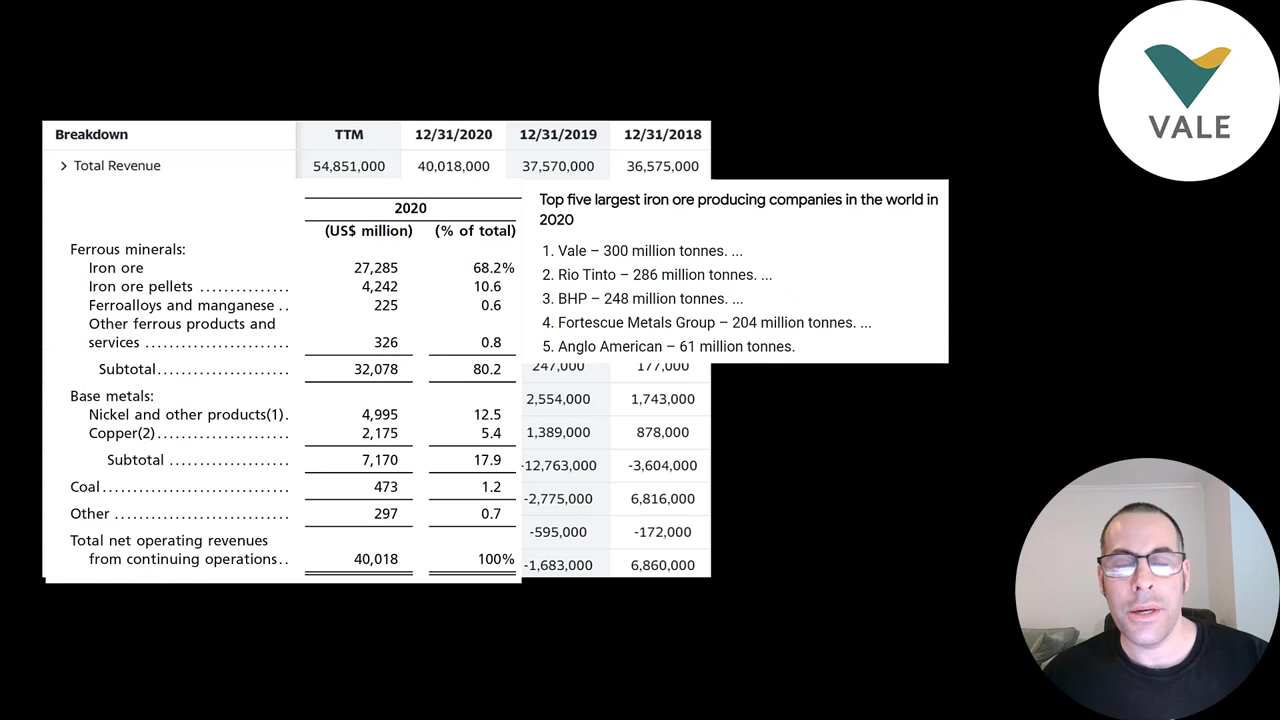 VALE
Breakdown TTM 12/31/2020 12/31/2019 12/31/2018
> Total Revenue 54,851,000 40,018,000 37,570,000 36,575,000
2020
(US$ million) (% of total)
Ferrous minerals:
Iron ore 27,285 68.2%
Iron ore pellets ............... 4,242 10.6
Ferroalloys and manganese .. 225 0.6
Other ferrous products and
services ...................... 326 0.8
Subtotal.................... 32,078 80.2
Base metals:
Nickel and other products(1). 4,995 12.5
Copper(2).................... 2,175 5.4
Subtotal .................. 7,170 17.9
Coal............................ 473 1.2
Other .......................... 297 0.7
Total net operating revenues
from continuing operations.. 40,018 100%
Top five largest iron ore producing companies in the world in
2020
1. Vale – 300 million tonnes. ...
2. Rio Tinto – 286 million tonnes. ...
3. BHP – 248 million tonnes. ...
4. Fortescue Metals Group – 204 million tonnes. ...
5. Anglo American – 61 million tonnes.
247,000 177,000
2,554,000 1,743,000
1,389,000 878,000
-12,763,000 -3,604,000
-2,775,000 6,816,000
-595,000 -172,000
-1,683,000 6,860,000